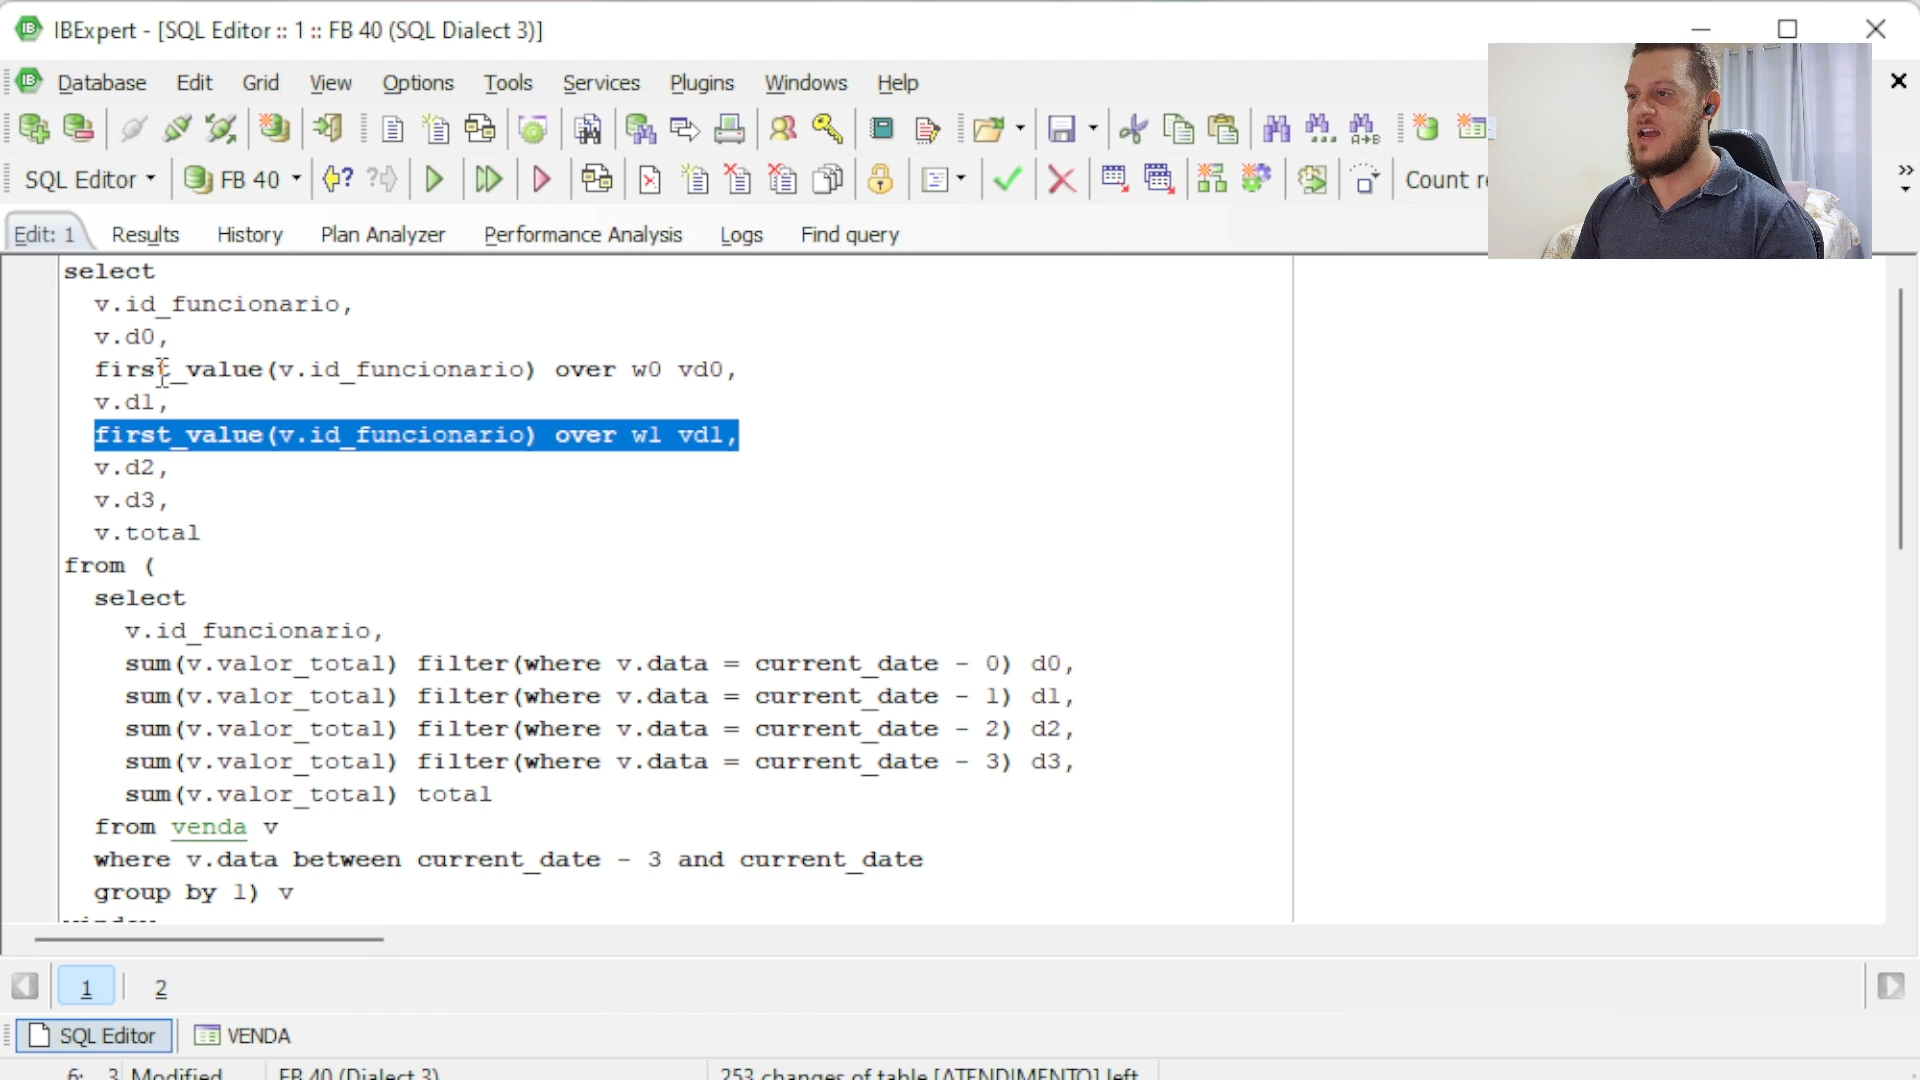 IBExpert - [SQL Editor :: 1 :: FB 40 (SQL Dialect 3)]
Database Edit Grid View Options Tools Services Plugins Windows Help
SQL Editor FB 40 Count re
Edit: 1 Results History Plan Analyzer Performance Analysis Logs Find query
select
v.id_funcionario,
v.d0,
first_value(v.id_funcionario) over w0 vd0,
v.d1,
first_value(v.id_funcionario) over w1 vd1,
v.d2,
v.d3,
v.total
from (
select
v.id_funcionario,
sum(v.valor_total) filter(where v.data = current_date - 0) d0,
sum(v.valor_total) filter(where v.data = current_date - 1) d1,
sum(v.valor_total) filter(where v.data = current_date - 2) d2,
sum(v.valor_total) filter(where v.data = current_date - 3) d3,
sum(v.valor_total) total
from venda v
where v.data between current_date - 3 and current_date
group by 1) v
window
1 2
SQL Editor VENDA
6: 3 Modified FB 40 (Dialect 3) 253 changes of table [ATENDIMENTO] left